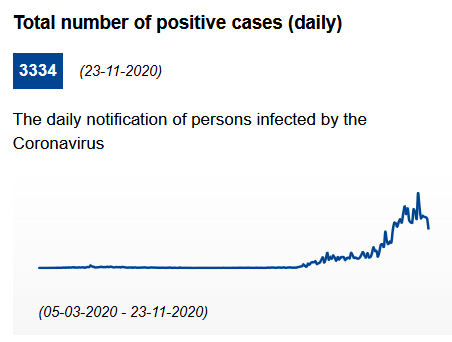 Total number of positive cases (daily)
3334 (23-11-2020)
The daily notification of persons infected by the
Coronavirus
(05-03-2020 - 23-11-2020)